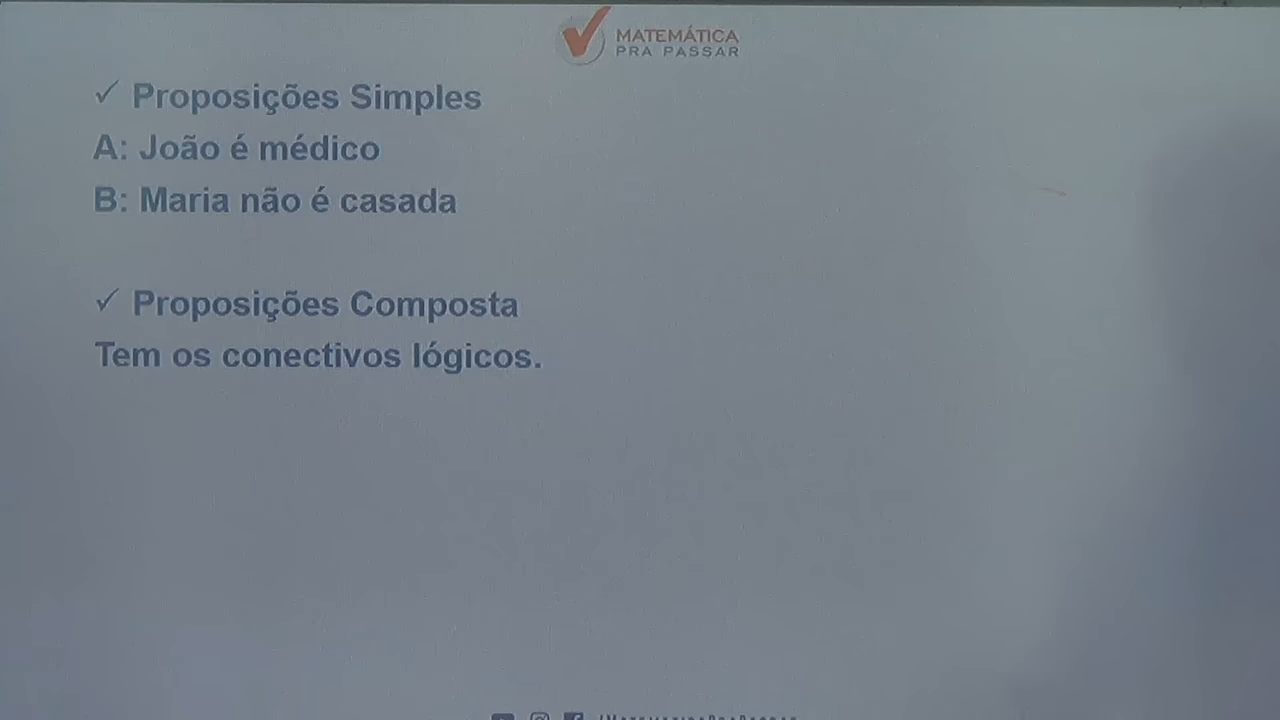 MATEMÁTICA
PRA PASSAR
✓ Proposições Simples
A: João é médico
B: Maria não é casada
✓ Proposições Composta
Tem os conectivos lógicos.